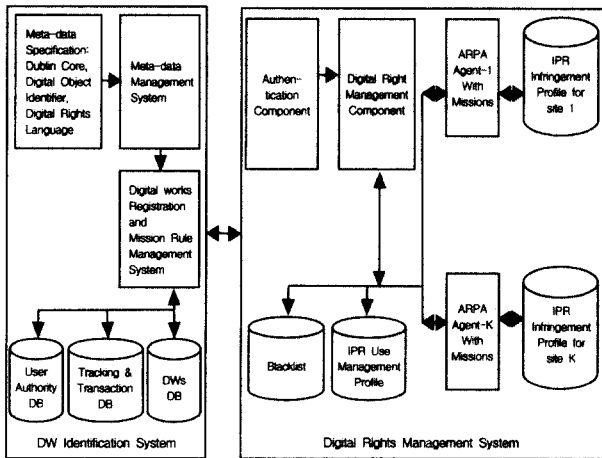 Meta-data
Specification:
Dublin Core,
Digital Object
Identifier,
Digital Rights
Language
Meta-data
Management
System
Digital works
Registration
and
Mission Rule
Management
System
User
Authority
DB
Tracking &
Transaction
DB
DWs
DB
DW Identification System
Authen-
tication
Component
Digital Right
Management
Component
ARPA
Agent-1
With
Missions
IPR
Infringement
Profile for
site 1
Blacklist
IPR Use
Management
Profile
ARPA
Agent-K
With
Missions
IPR
Infringement
Profile for
site K
Digital Rights Management System